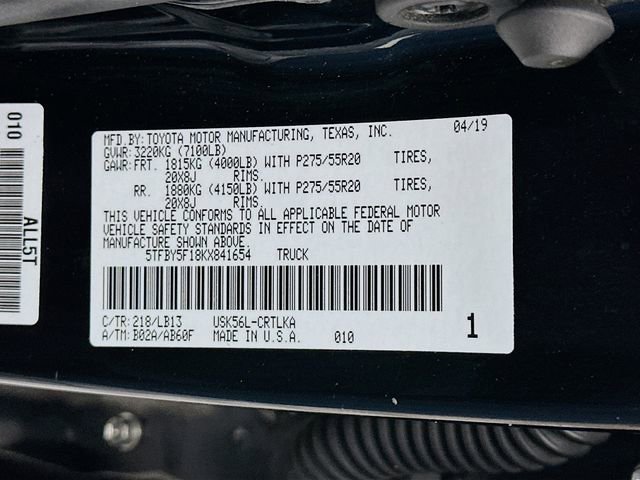 010
ALL5T
MFD.BY: TOYOTA MOTOR MANUFACTURING, TEXAS, INC. 04/19
GVWR: 3220KG (7100LB)
GAWR: FRT. 1815KG (4000LB) WITH P275/55R20 TIRES,
20X8J RIMS.
RR. 1880KG (4150LB) WITH P275/55R20 TIRES,
20X8J RIMS.
THIS VEHICLE CONFORMS TO ALL APPLICABLE FEDERAL MOTOR
VEHICLE SAFETY STANDARDS IN EFFECT ON THE DATE OF
MANUFACTURE SHOWN ABOVE.
5TFBY5F18KX841654 TRUCK
C/TR: 218/LB13 USK56L-CRTLKA
A/TM: B02A/AB60F MADE IN U.S.A. 010
1